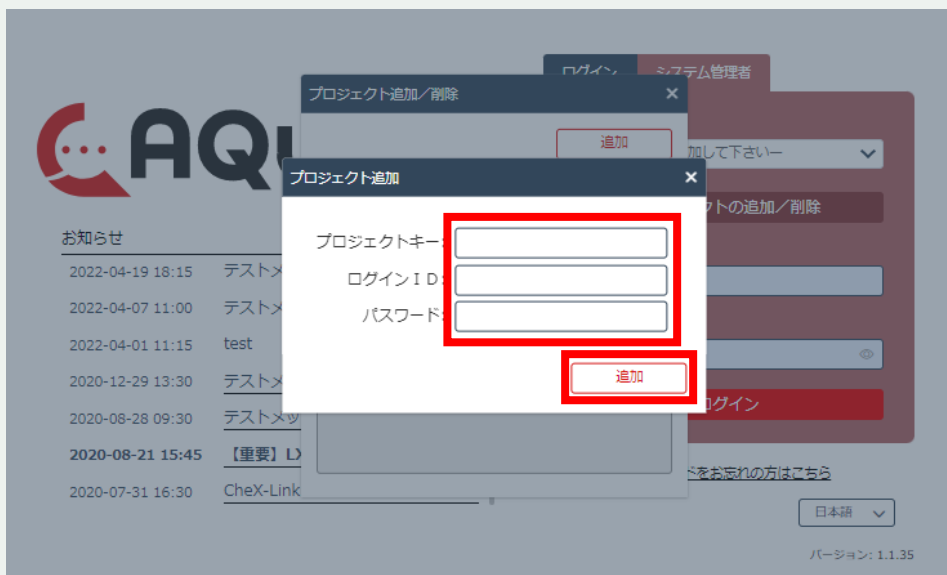 ログイン
システム管理者
プロジェクト追加／削除 ×
追加
加して下さいー
プロジェクト追加 ×
クトの追加／削除
プロジェクトキー:
ログインＩＤ:
パスワード:
追加
ログイン
お知らせ
2022-04-19 18:15 テストメ
2022-04-07 11:00 テストメ
2022-04-01 11:15 test
2020-12-29 13:30 テストメ
2020-08-28 09:30 テストメッ
2020-08-21 15:45 【重要】LX
2020-07-31 16:30 CheX-Link
ドをお忘れの方はこちら
日本語
バージョン: 1.1.35